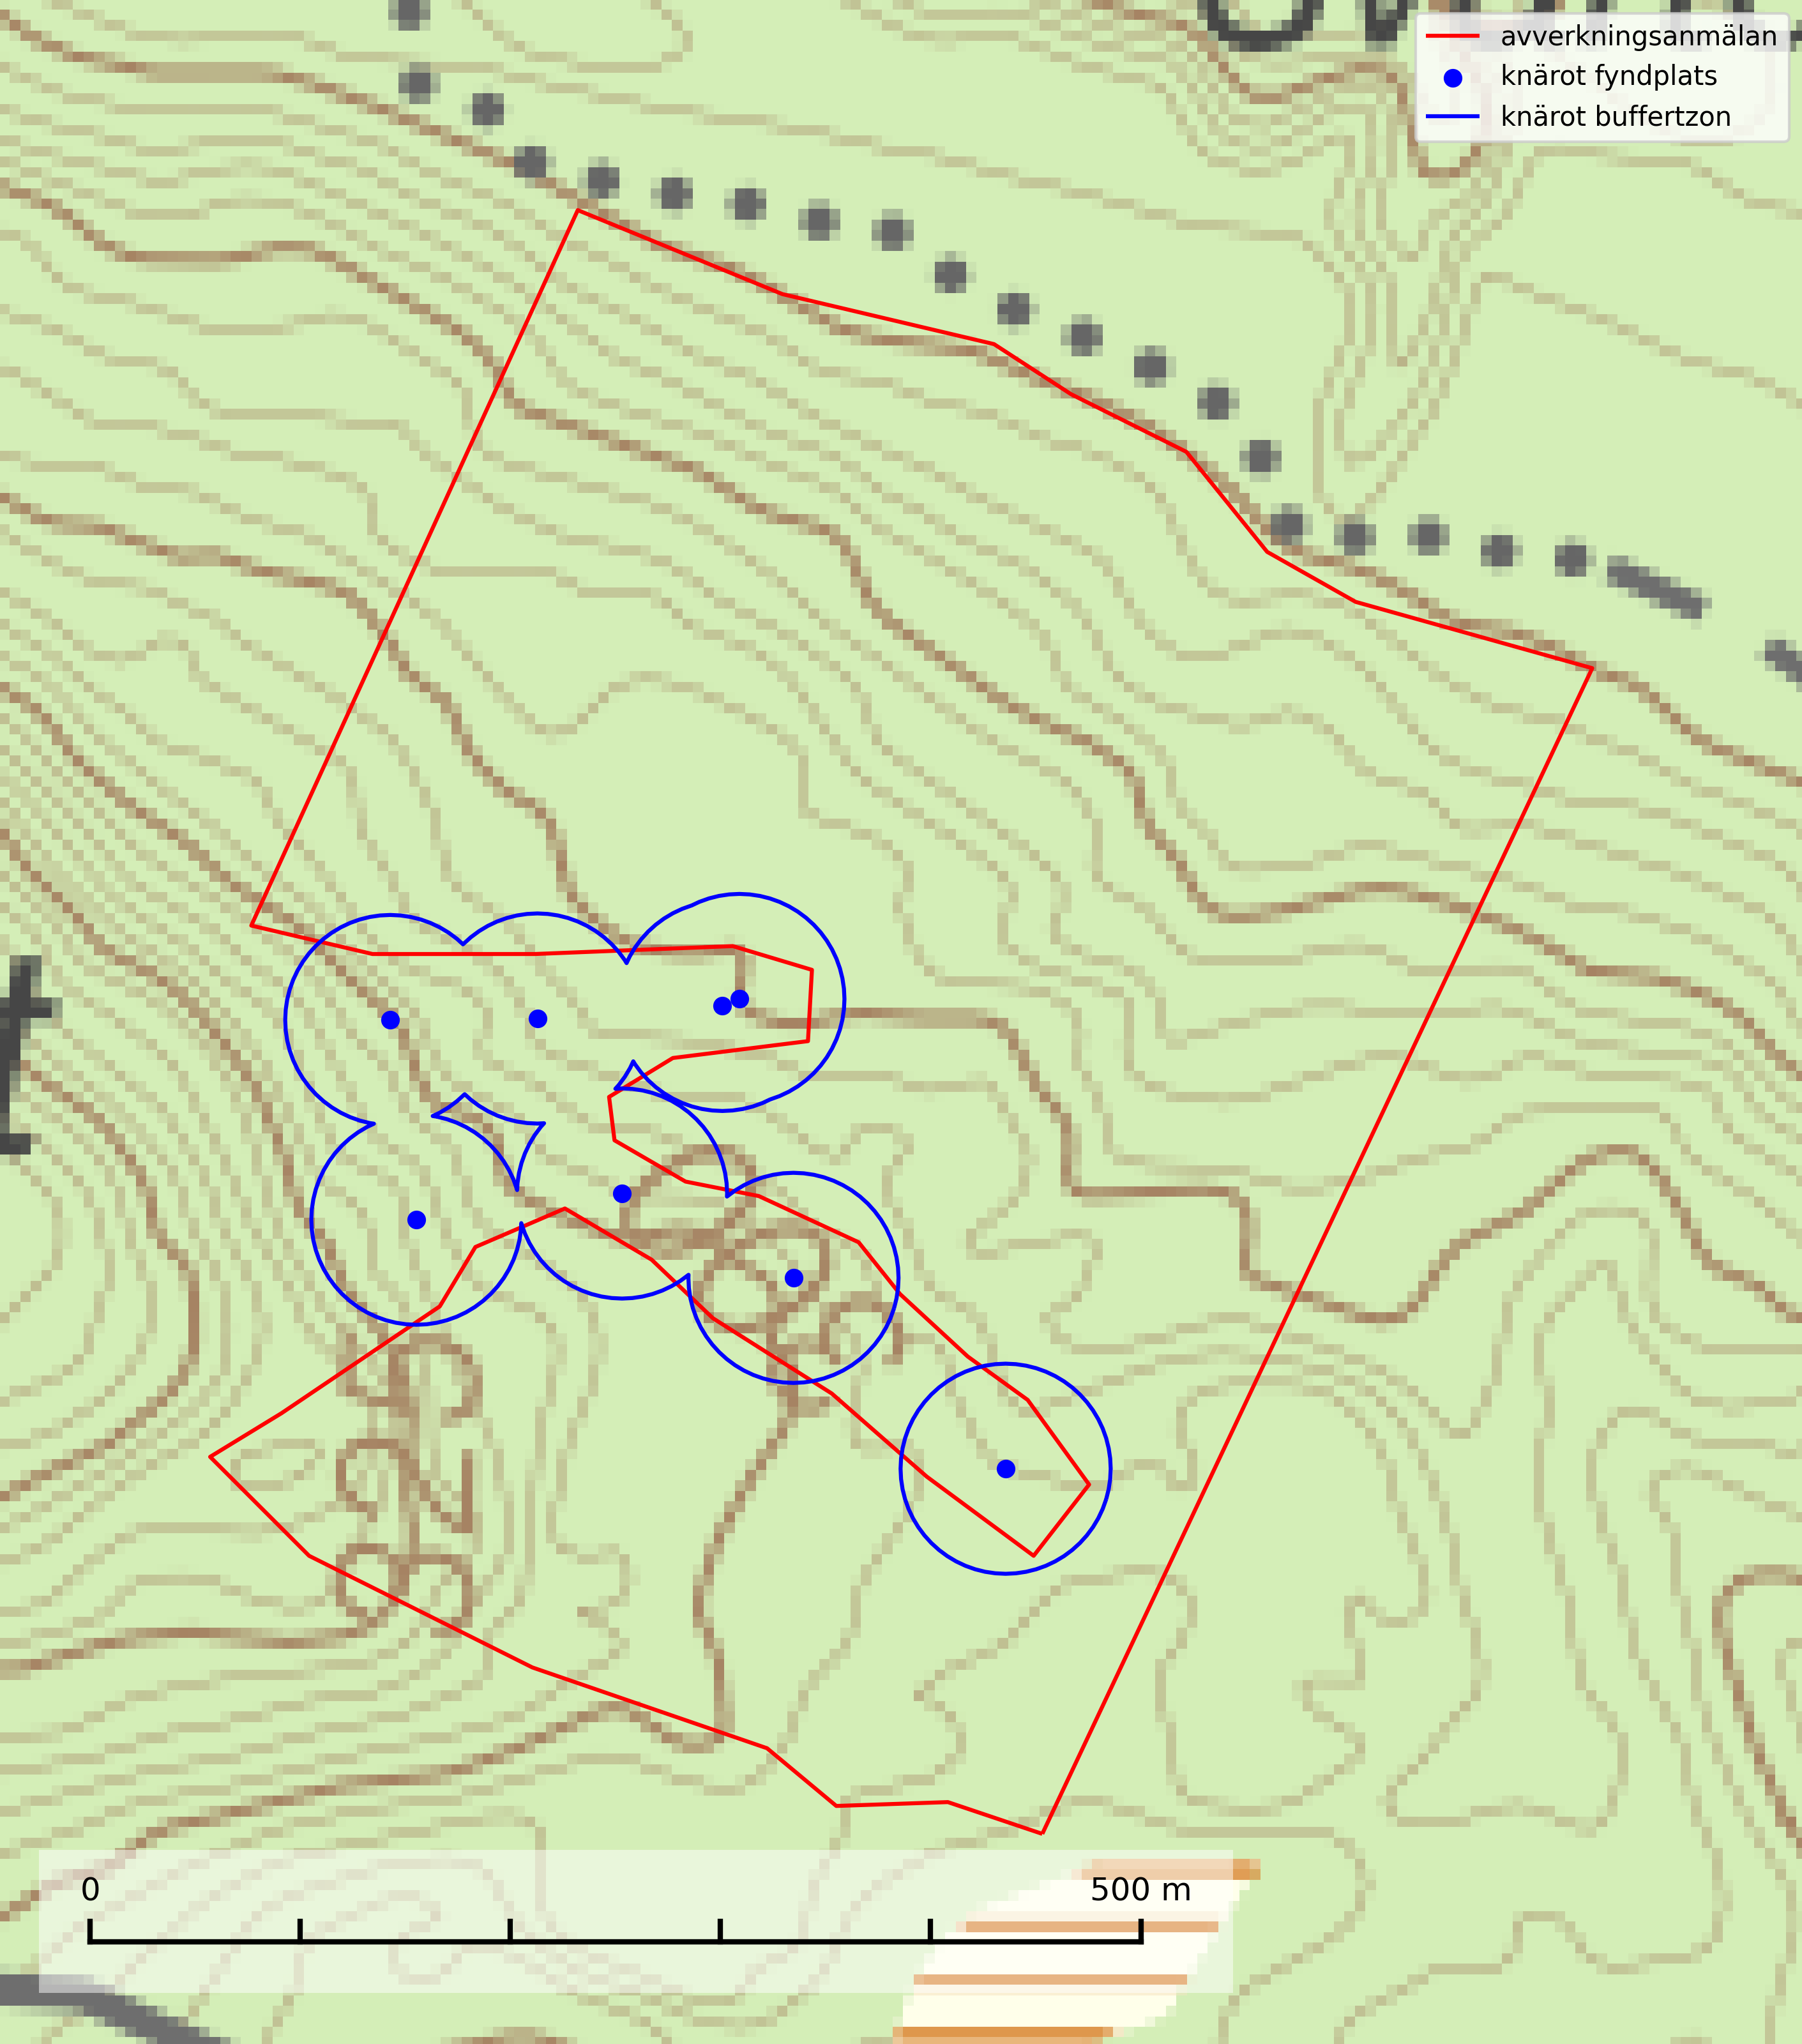 avverkningsanmälan
knärot fyndplats
knärot buffertzon
0
500 m